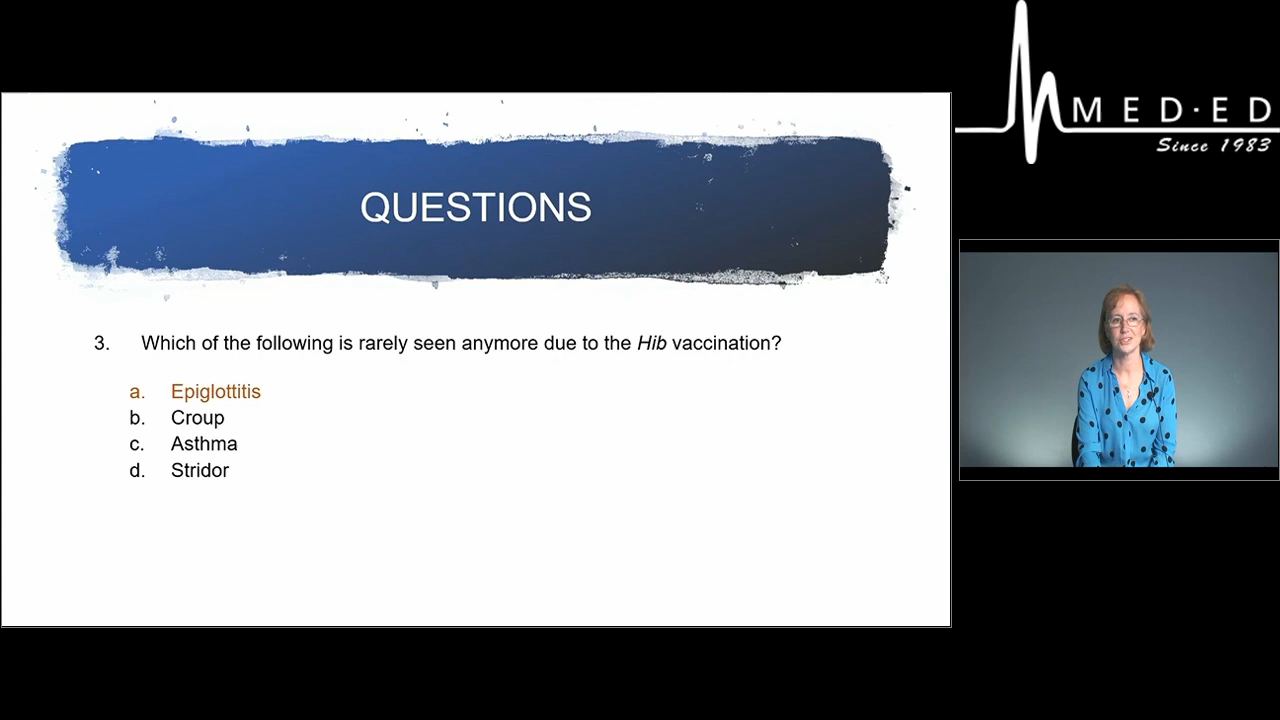 MED·ED
Since 1983
QUESTIONS
3. Which of the following is rarely seen anymore due to the Hib vaccination?
a. Epiglottitis
b. Croup
c. Asthma
d. Stridor